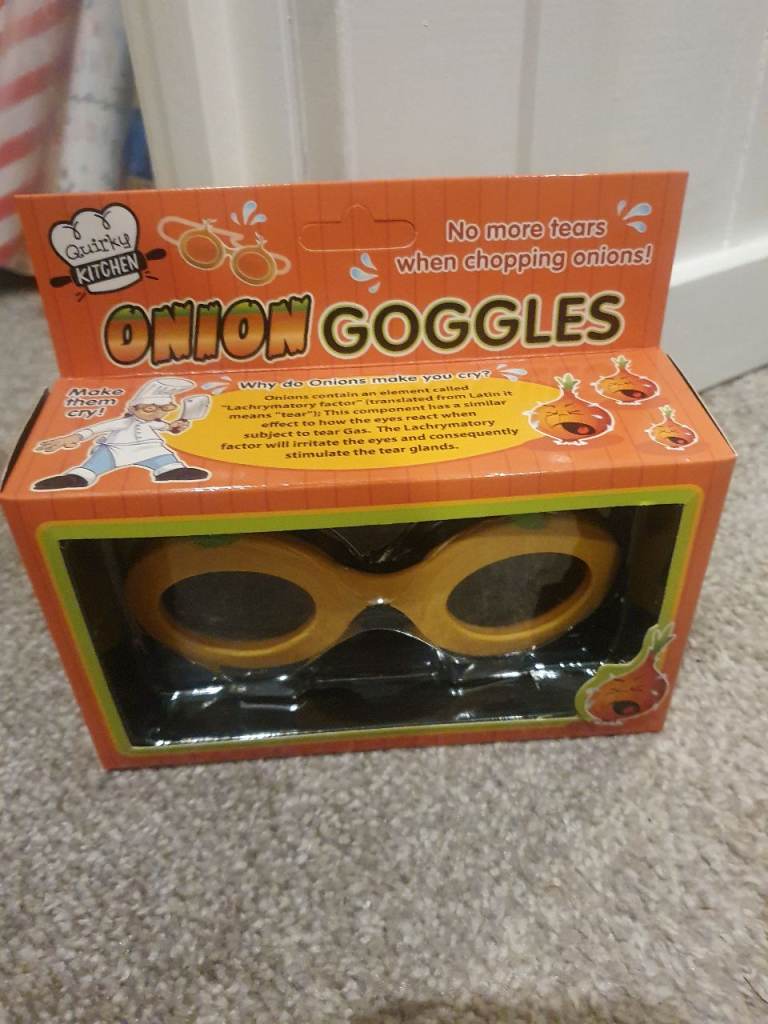 Quirky
KITCHEN
No more tears
when chopping onions!
ONION GOGGLES
Make
them
cry!
Why do Onions make you cry?
Onions contain an element called
"Lachrymatory factor" (translated from Latin it
means "tear"); This component has a similar
effect to how the eyes react when
subject to tear Gas. The Lachrymatory
factor will irritate the eyes and consequently
stimulate the tear glands.